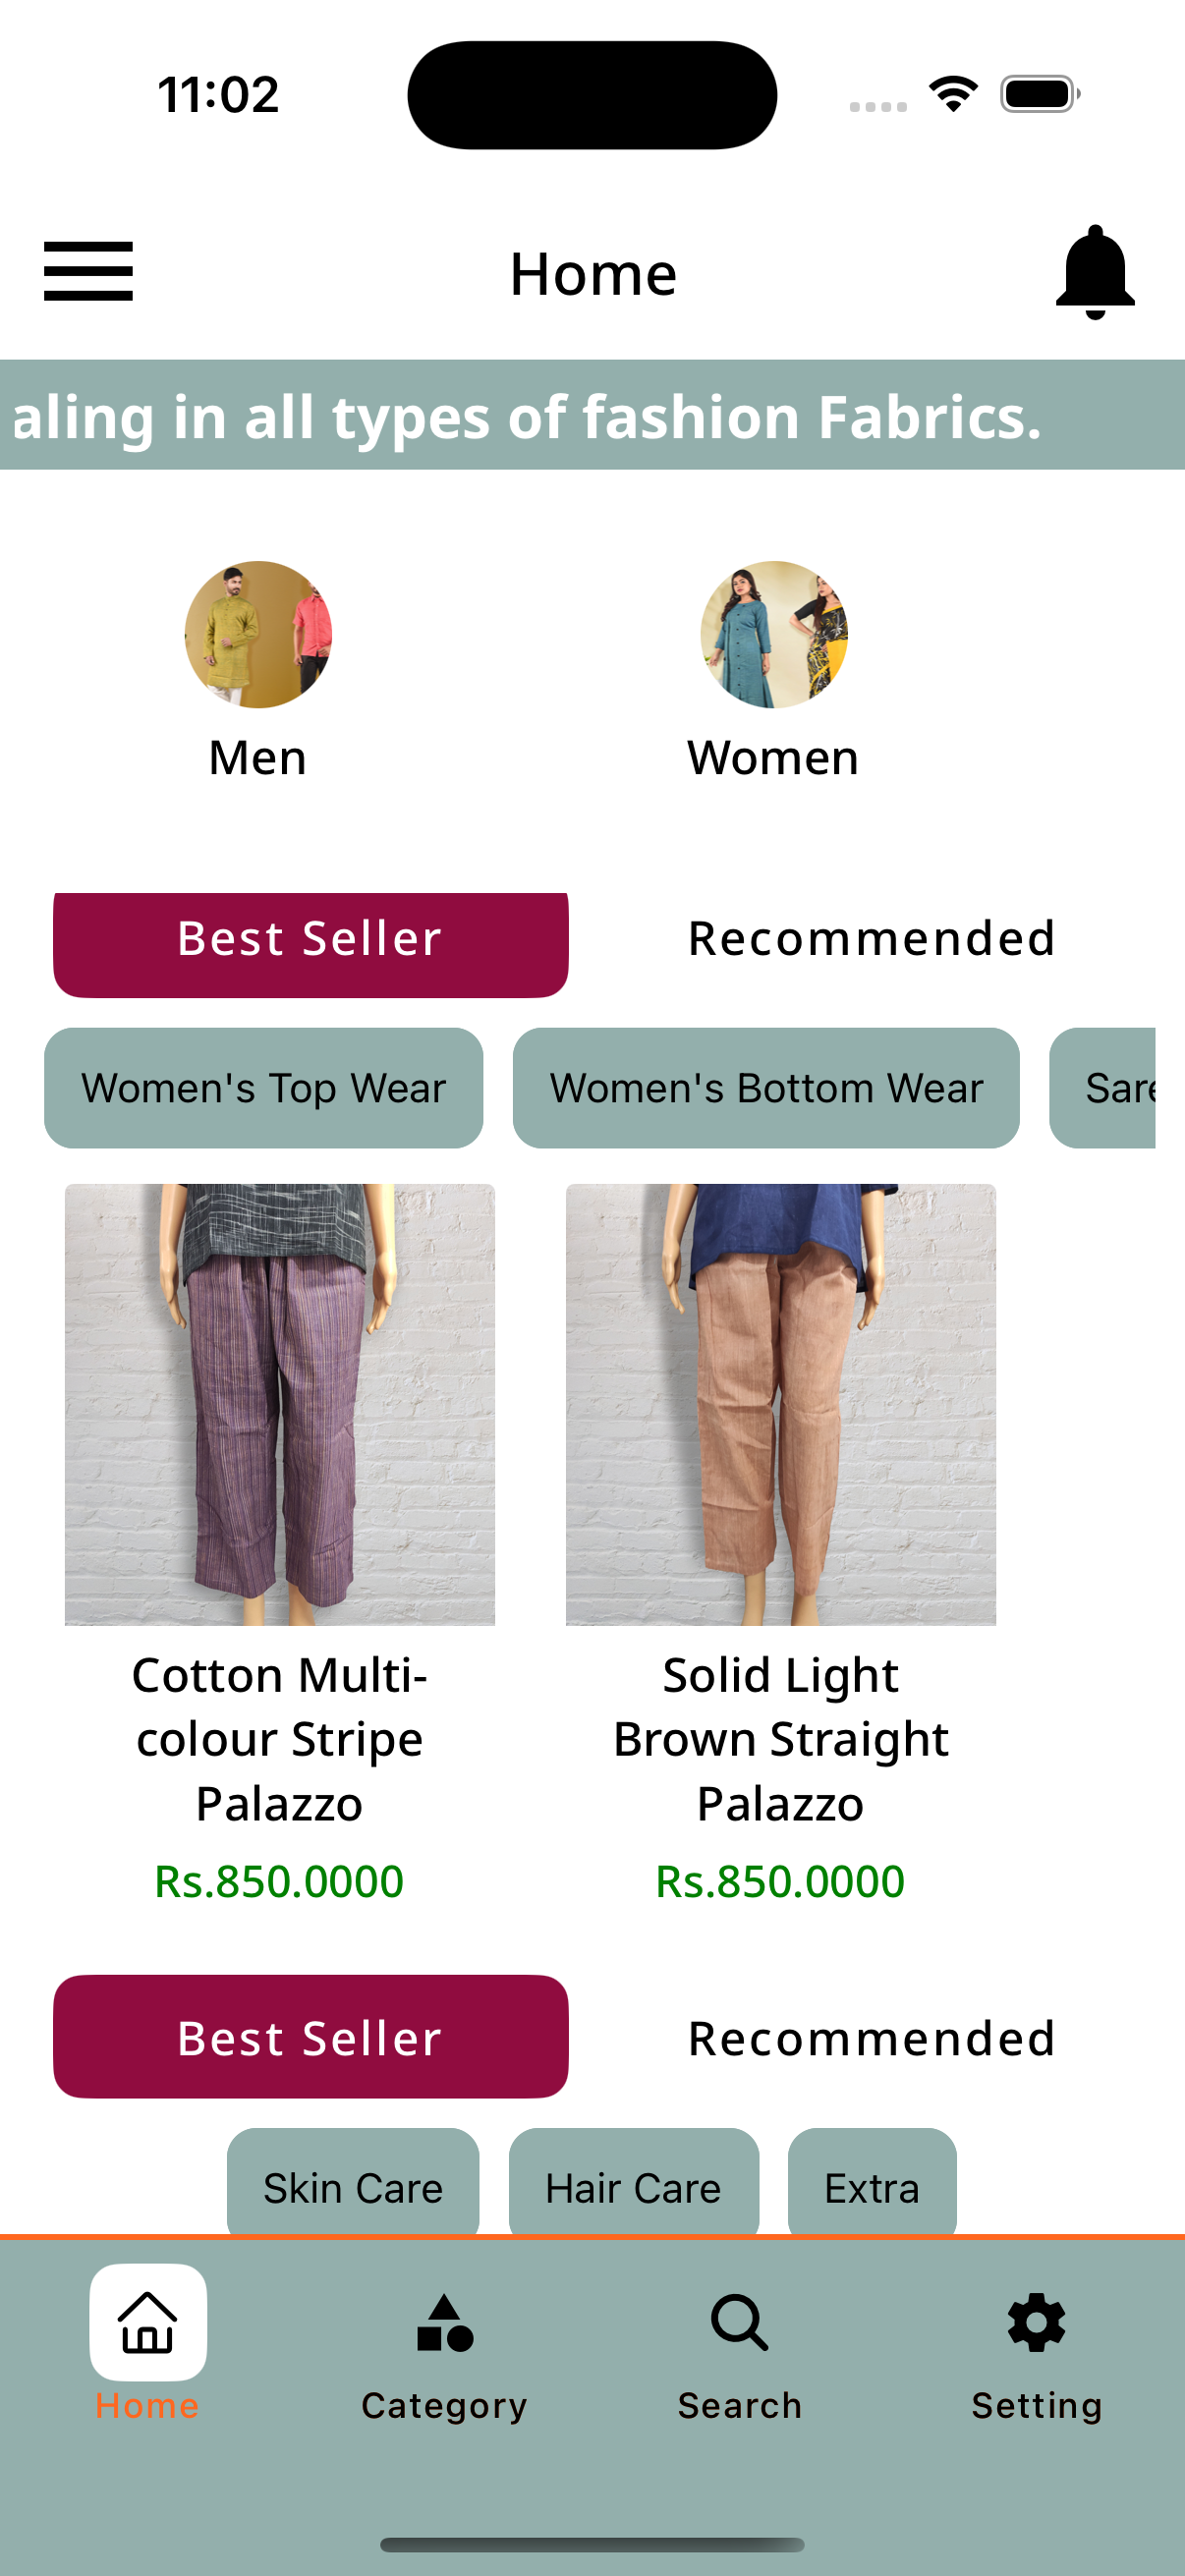 11:02
Home
aling in all types of fashion Fabrics.
Men
Women
Best Seller
Recommended
Women's Top Wear
Women's Bottom Wear
Sare
Cotton Multi-
colour Stripe
Palazzo
Rs.850.0000
Solid Light
Brown Straight
Palazzo
Rs.850.0000
Best Seller
Recommended
Skin Care
Hair Care
Extra
Home
Category
Search
Setting